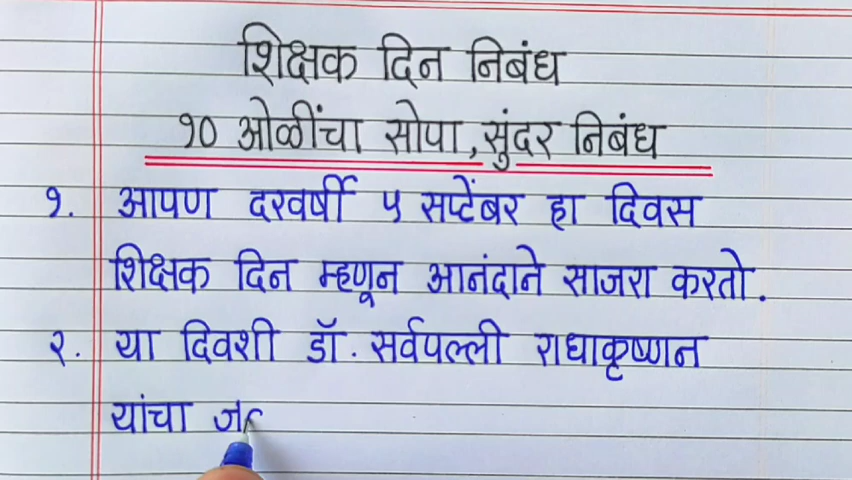 शिक्षक दिन निबंध
१० ओळींचा सोपा,सुंदर निबंध
१. आपण दरवर्षी ५ सप्टेंबर हा दिवस
शिक्षक दिन म्हणून आनंदाने साजरा करतो.
२. या दिवशी डॉ. सर्वपल्ली राधाकृष्णन
यांचा